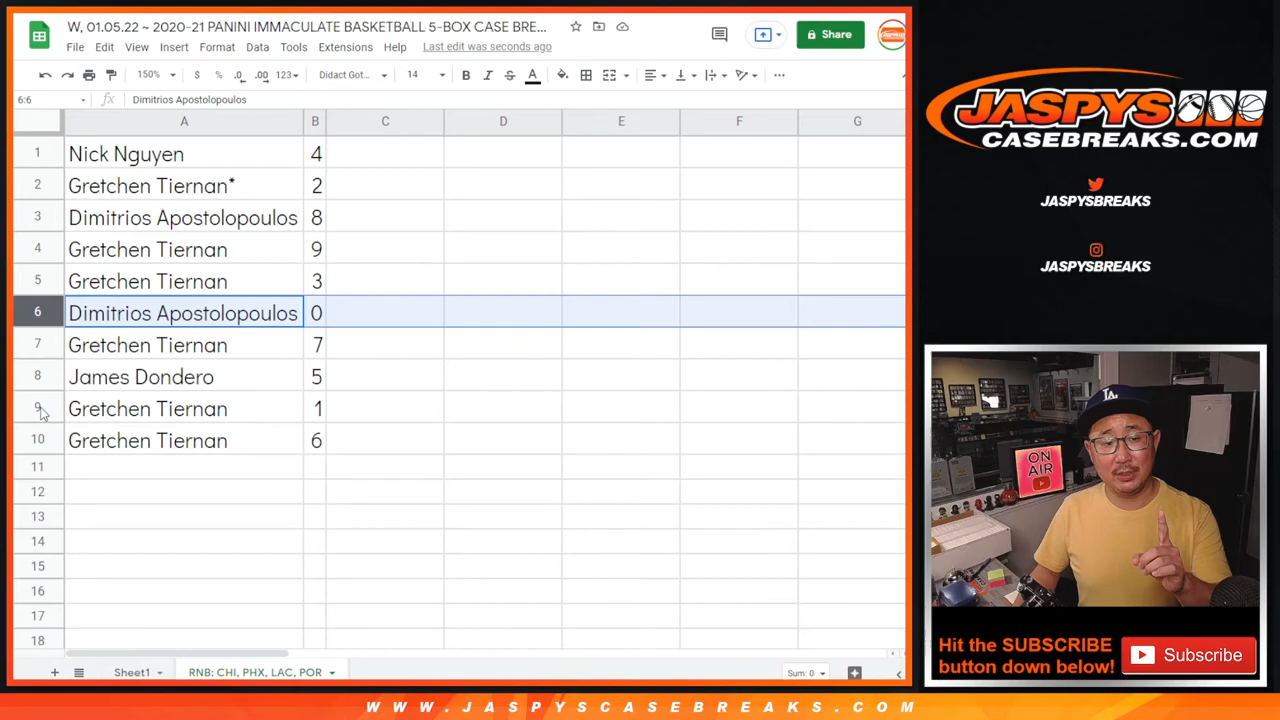 W, 01.05.22 ~ 2020-21 PANINI IMMACULATE BASKETBALL 5-BOX CASE BRE...
File Edit View Insert Format Data Tools Extensions Help Last edit was seconds ago
Share
150% $ % .0 .00 123 Didact Got... 14 B I S A
6:6 fx Dimitrios Apostolopoulos
A B C D E F G
1 Nick Nguyen 4
2 Gretchen Tiernan* 2
3 Dimitrios Apostolopoulos 8
4 Gretchen Tiernan 9
5 Gretchen Tiernan 3
6 Dimitrios Apostolopoulos 0
7 Gretchen Tiernan 7
8 James Dondero 5
9 Gretchen Tiernan 1
10 Gretchen Tiernan 6
11
12
13
14
15
16
17
18
Sheet1 RNB: CHI, PHX, LAC, POR Sum: 0
JASPYS
CASEBREAKS.COM
JASPYSBREAKS
JASPYSBREAKS
LA
ON
AIR
Hit the SUBSCRIBE
button down below!
Subscribe
WWW.JASPYSCASEBREAKS.COM